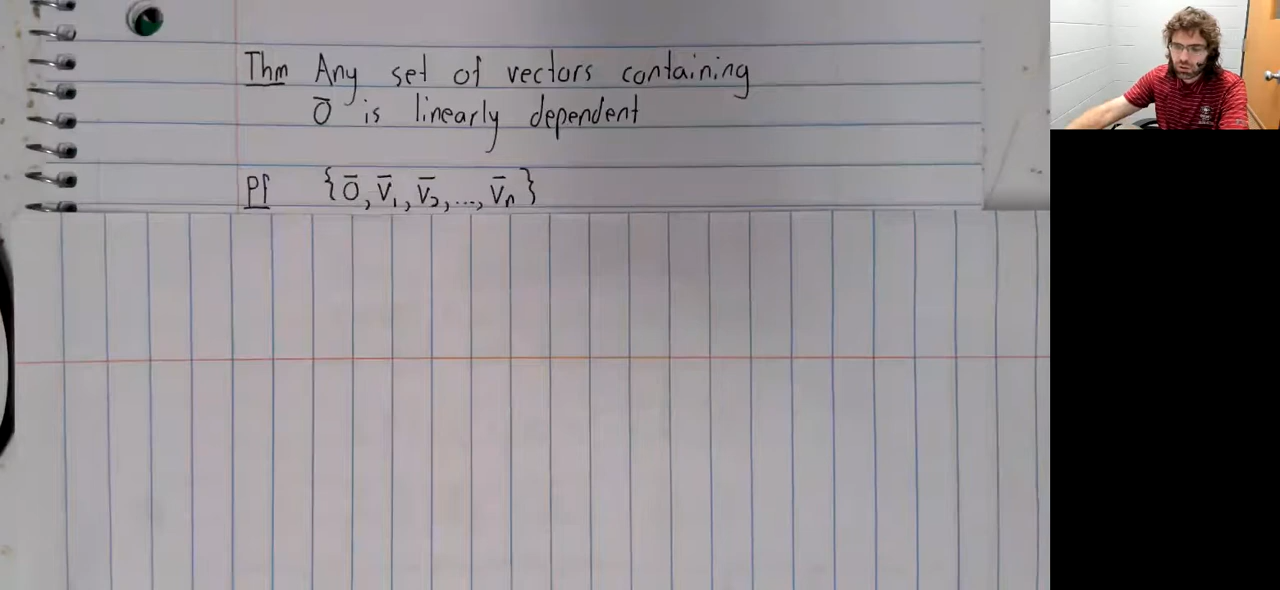 Thm Any set of vectors containing
0̄ is linearly dependent
Pf {0̄, v̄₁, v̄₂, ..., v̄ₙ}